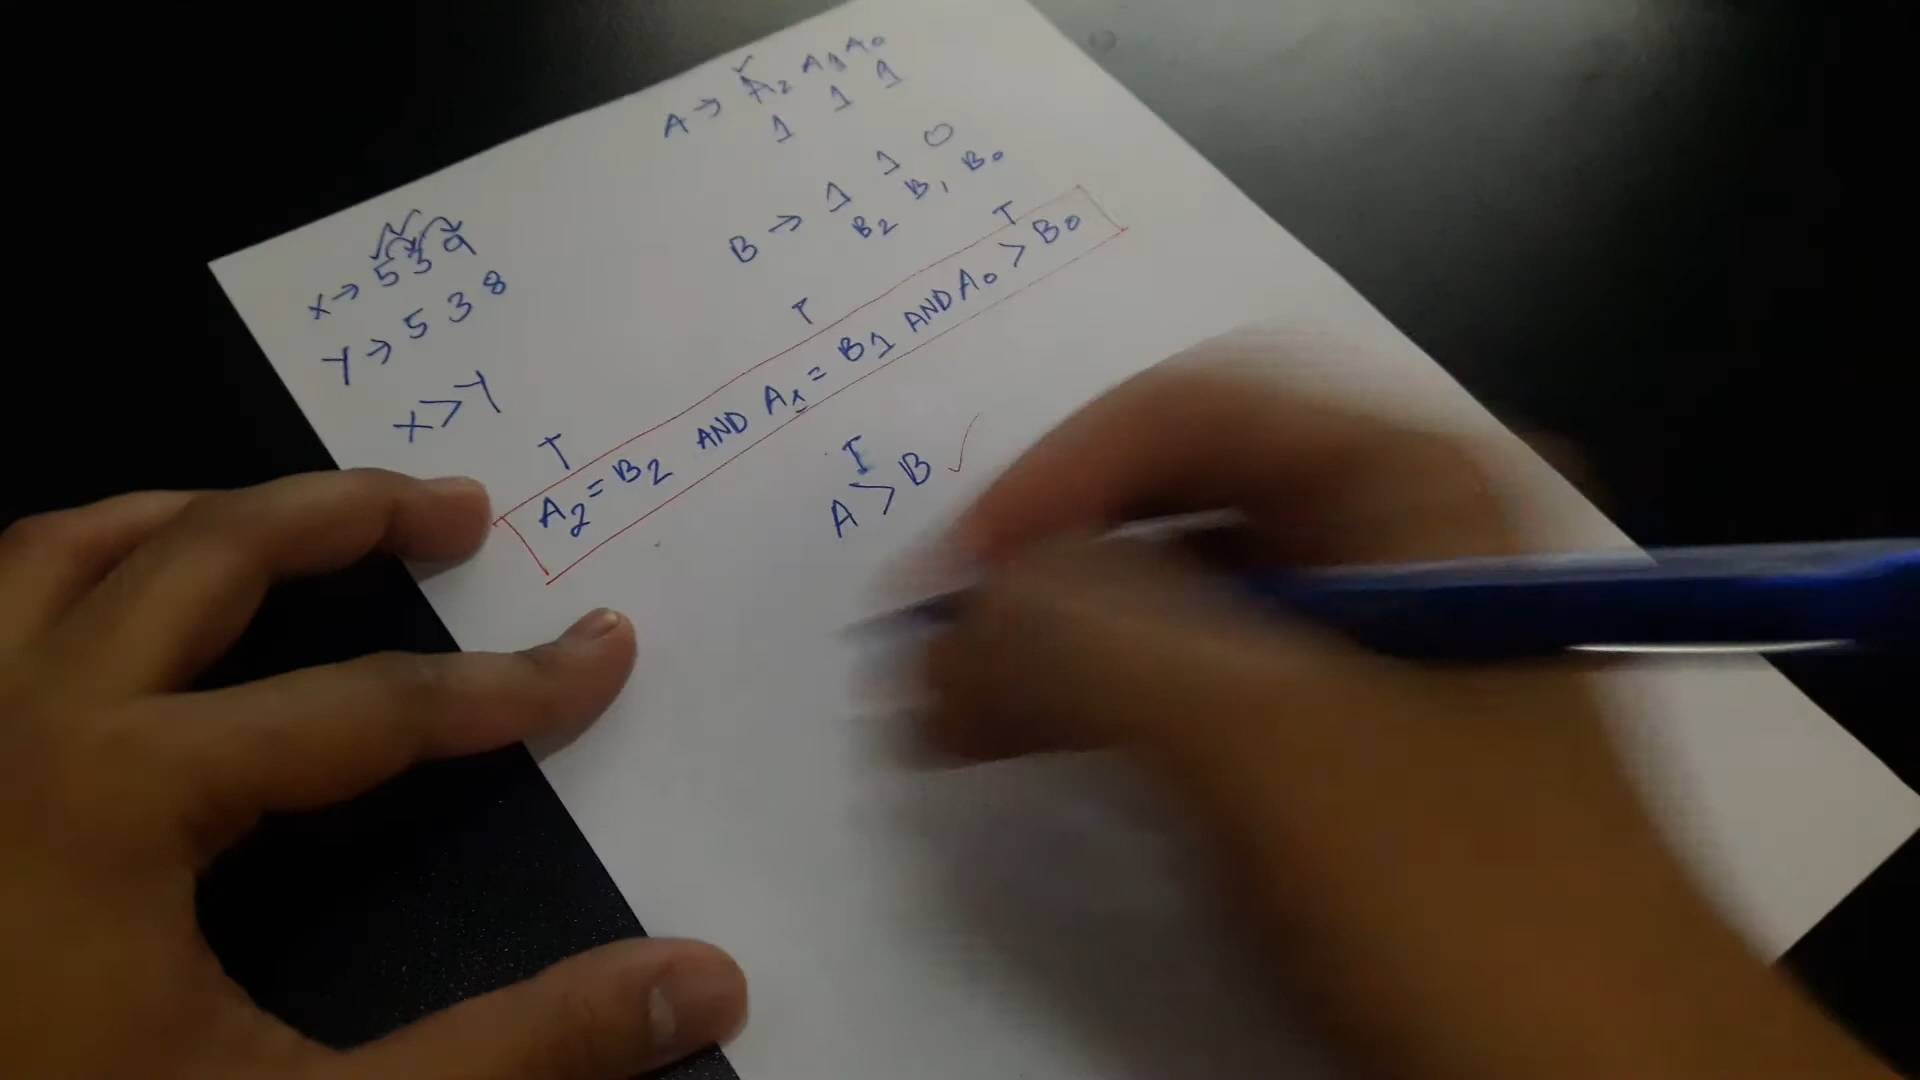 A → A2 A1 A0
1 1 1
B → 1 1 0
B2 B1 B0
X → 5 3 9
Y → 5 3 8
X > Y
T T T
A2 = B2 AND A1 = B1 AND A0 > B0
T
A > B ✓